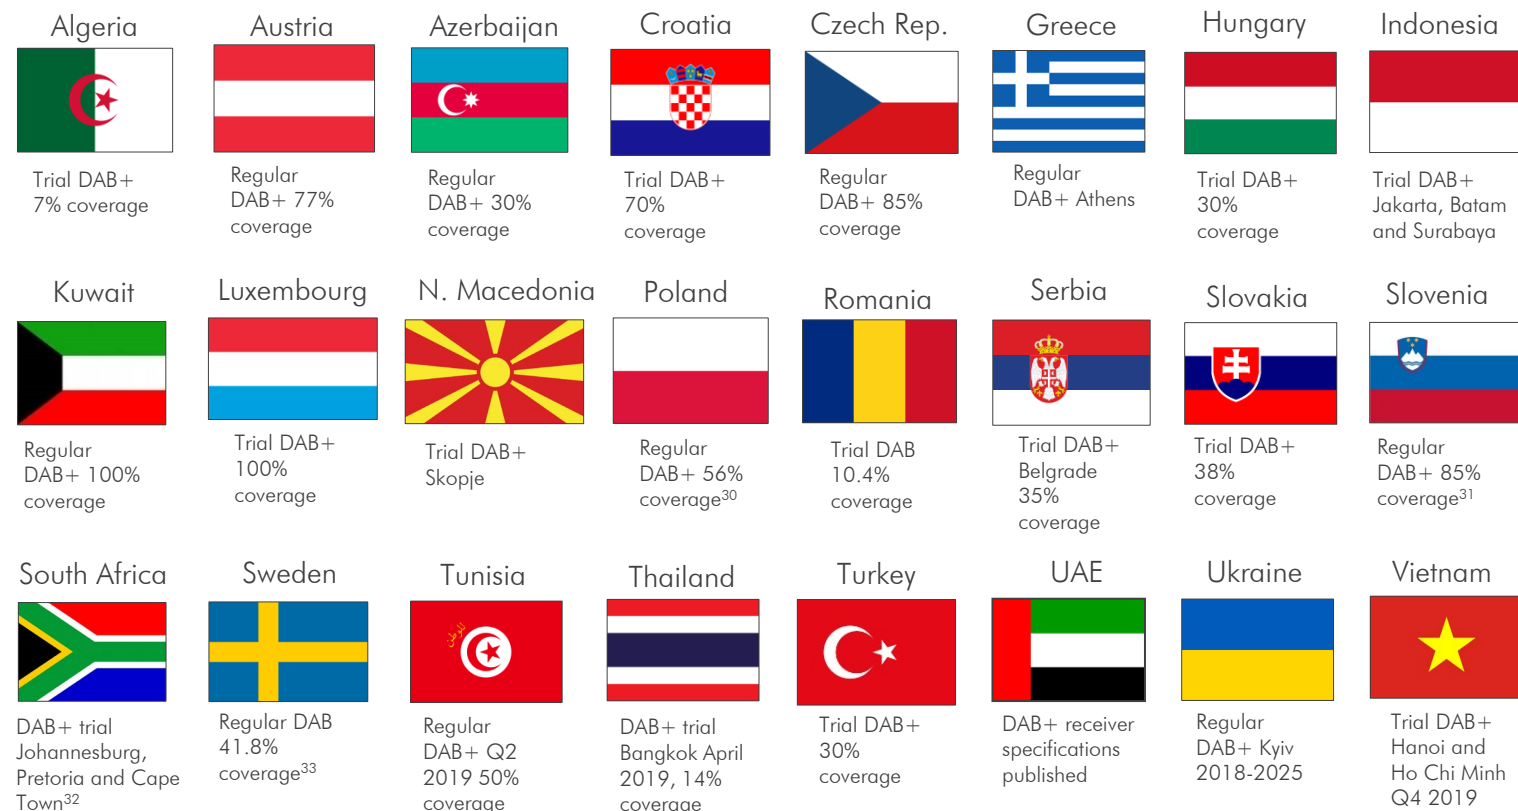 Algeria
Trial DAB+
7% coverage
Austria
Regular
DAB+ 77%
coverage
Azerbaijan
Regular
DAB+ 30%
coverage
Croatia
Trial DAB+
70%
coverage
Czech Rep.
Regular
DAB+ 85%
coverage
Greece
Regular
DAB+ Athens
Hungary
Trial DAB+
30%
coverage
Indonesia
Trial DAB+
Jakarta, Batam
and Surabaya
Kuwait
Regular
DAB+ 100%
coverage
Luxembourg
Trial DAB+
100%
coverage
N. Macedonia
Trial DAB+
Skopje
Poland
Regular
DAB+ 56%
coverage30
Romania
Trial DAB
10.4%
coverage
Serbia
Trial DAB+
Belgrade
35%
coverage
Slovakia
Trial DAB+
38%
coverage
Slovenia
Regular
DAB+ 85%
coverage31
South Africa
DAB+ trial
Johannesburg,
Pretoria and Cape
Town32
Sweden
Regular DAB
41.8%
coverage33
Tunisia
Regular
DAB+ Q2
2019 50%
coverage
Thailand
DAB+ trial
Bangkok April
2019, 14%
coverage
Turkey
Trial DAB+
30%
coverage
UAE
DAB+ receiver
specifications
published
Ukraine
Regular
DAB+ Kyiv
2018-2025
Vietnam
Trial DAB+
Hanoi and
Ho Chi Minh
Q4 2019